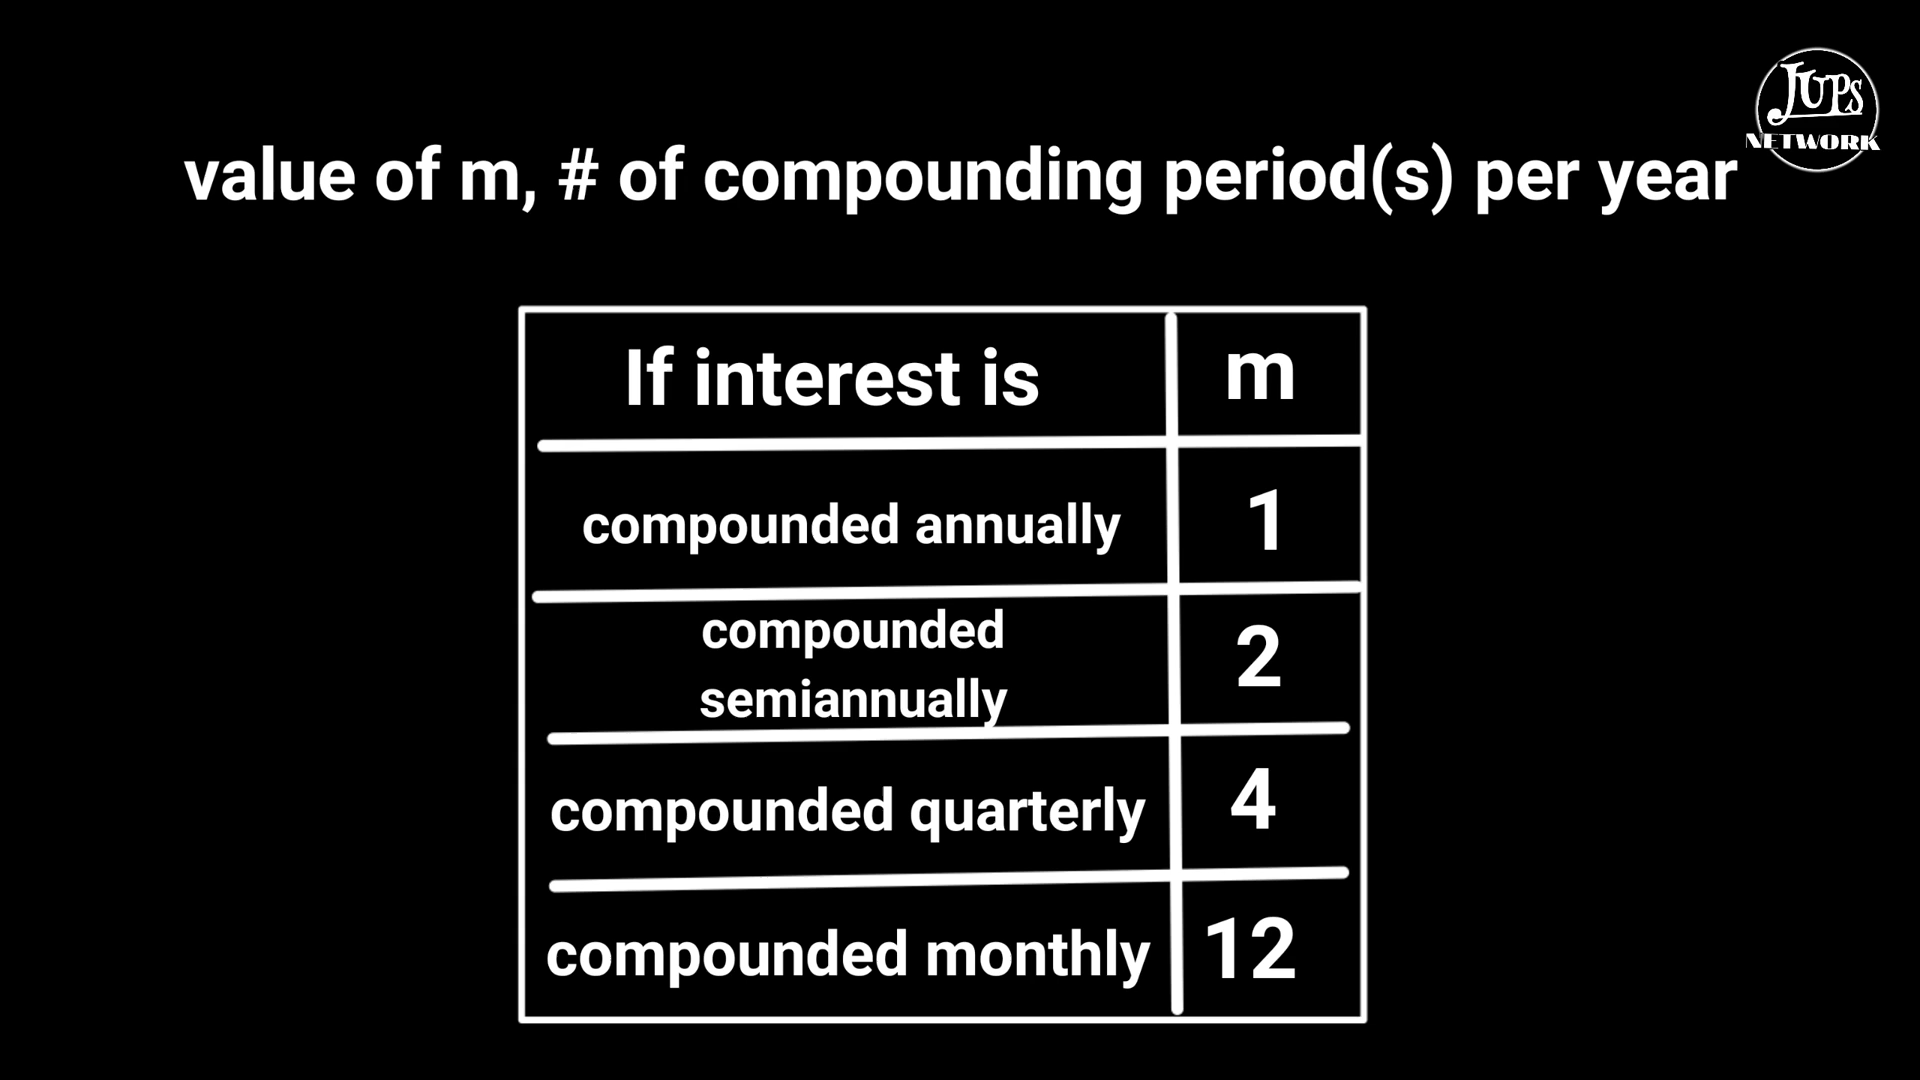 JUPS
NETWORK
value of m, # of compounding period(s) per year
If interest is m
compounded annually 1
compounded
semiannually 2
compounded quarterly 4
compounded monthly 12